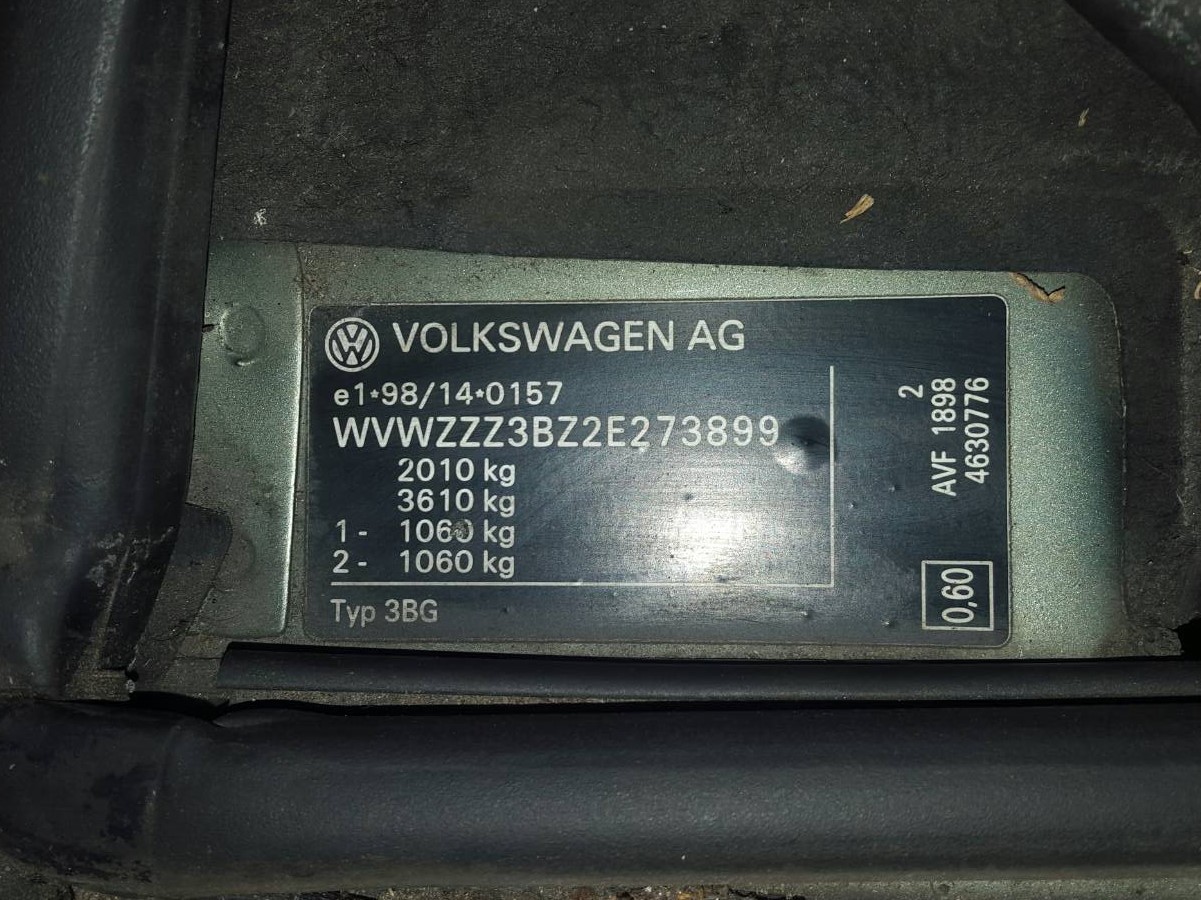 VOLKSWAGEN AG
e1*98/14*0157
WVWZZZ3BZ2E273899
2010 kg
3610 kg
1- 1060 kg
2- 1060 kg
Typ 3BG
2
AVF 1898
4630776
0,60